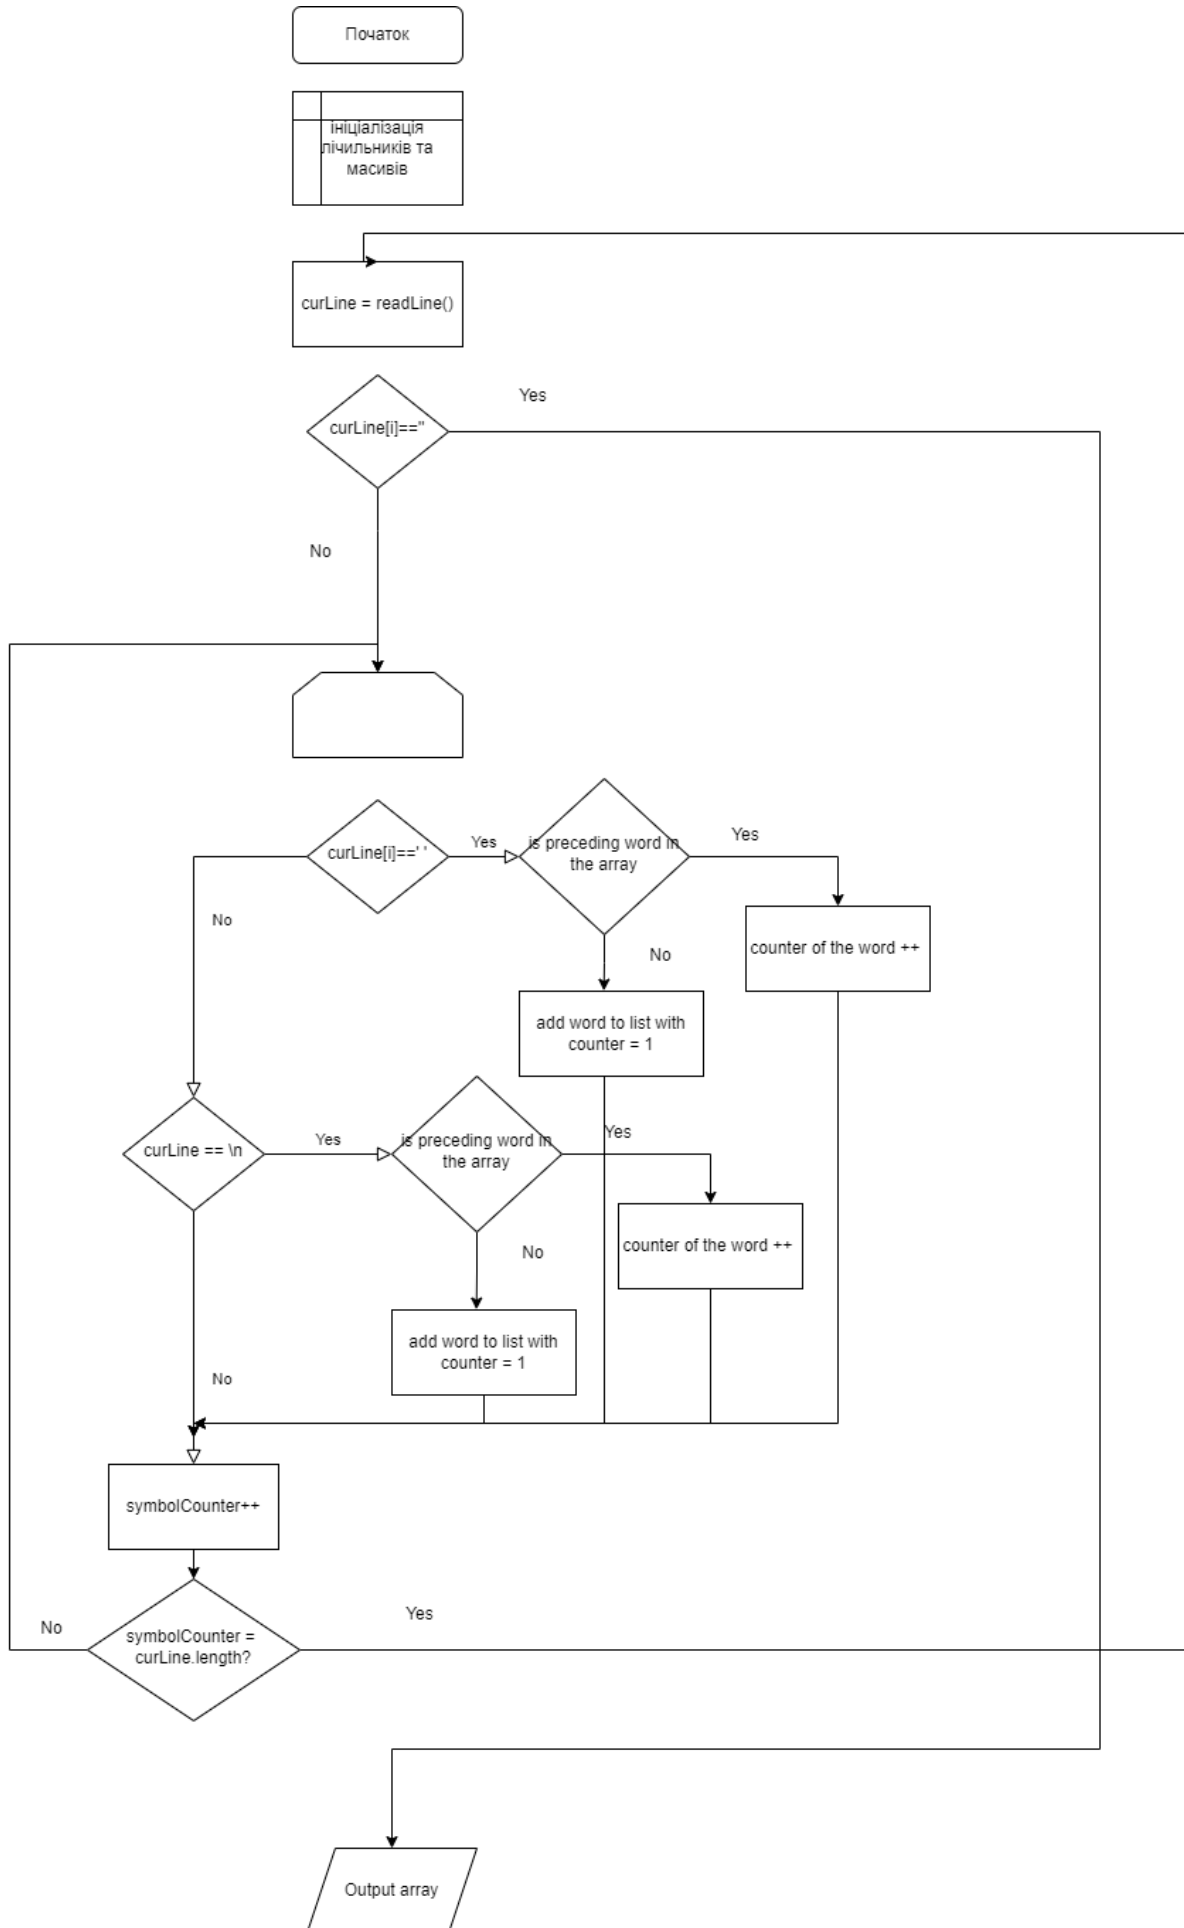 Початок
ініціалізація
лічильників та
масивів
curLine = readLine()
Yes
curLine[i]==''
No
curLine[i]==' '
Yes
is preceding word in
the array
Yes
No
counter of the word ++
No
add word to list with
counter = 1
curLine == \n
Yes
is preceding word in
the array
Yes
counter of the word ++
No
add word to list with
counter = 1
No
symbolCounter++
No
symbolCounter =
curLine.length?
Yes
Output array